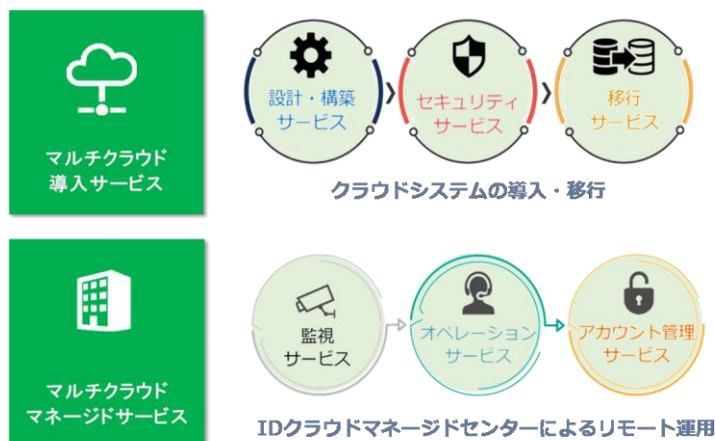 設計・構築
サービス
セキュリティ
サービス
移行
サービス
マルチクラウド
導入サービス
クラウドシステムの導入・移行
監視
サービス
オペレーション
サービス
アカウント管理
サービス
マルチクラウド
マネージドサービス
IDクラウドマネージドセンターによるリモート運用